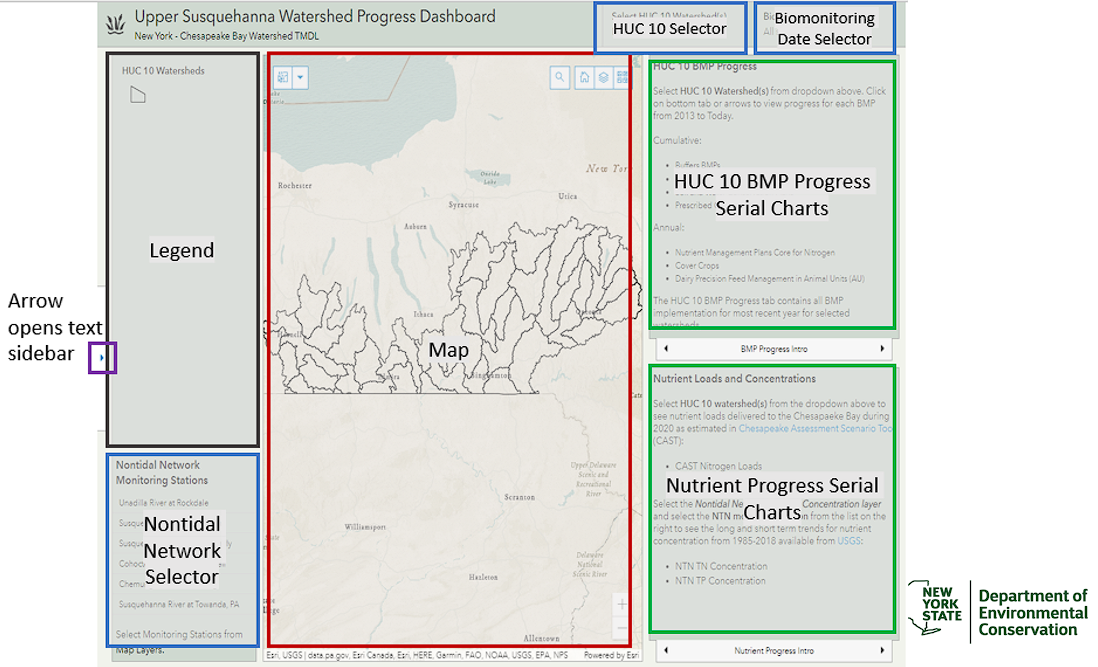 Upper Susquehanna Watershed Progress Dashboard
New York - Chesapeake Bay Watershed TMDL
Select HUC 10 Watershed(s)
HUC 10 Selector
Biomonitoring
Date Selector
HUC 10 Watersheds
Legend
Arrow
opens text
sidebar
Nontidal Network
Monitoring Stations
Unadilla River at Rockdale
Nontidal
Network
Selector
Susquehanna River at Towanda, PA
Select Monitoring Stations from
Map Layers.
New York
Rochester
Oneida
Lake
Utica
Syracuse
Auburn
Ithaca
Map
Binghamton
Upper Delaware
Scenic and
Recreational
River
Scranton
Williamsport
Delaware
National
Scenic River
Hazleton
Allentown
Esri, USGS | data.pa.gov, Esri Canada, Esri, HERE, Garmin, FAO, NOAA, USGS, EPA, NPS
Powered by Esri
HUC 10 BMP Progress
Select HUC 10 Watershed(s) from dropdown above. Click
on bottom tab or arrows to view progress for each BMP
from 2013 to Today.
Cumulative:
• Buffers BMPs
HUC 10 BMP Progress
Serial Charts
• Prescribed
Annual:
• Nutrient Management Plans Core for Nitrogen
• Cover Crops
• Dairy Precision Feed Management in Animal Units (AU)
The HUC 10 BMP Progress tab contains all BMP
implementation for most recent year for selected
watersheds
BMP Progress Intro
Nutrient Loads and Concentrations
Select HUC 10 watershed(s) from the dropdown above to
see nutrient loads delivered to the Chesapaeke Bay during
2020 as estimated in Chesapeake Assessment Scenario Too
(CAST):
• CAST Nitrogen Loads
Nutrient Progress Serial
Charts
Select the Nontidal Ne Concentration layer
and select the NTN in from the list on the
right to see the long and short term trends for nutrient
concentration from 1985-2018 available from USGS:
• NTN TN Concentration
• NTN TP Concentration
Nutrient Progress Intro
NEW
YORK
STATE
Department of
Environmental
Conservation